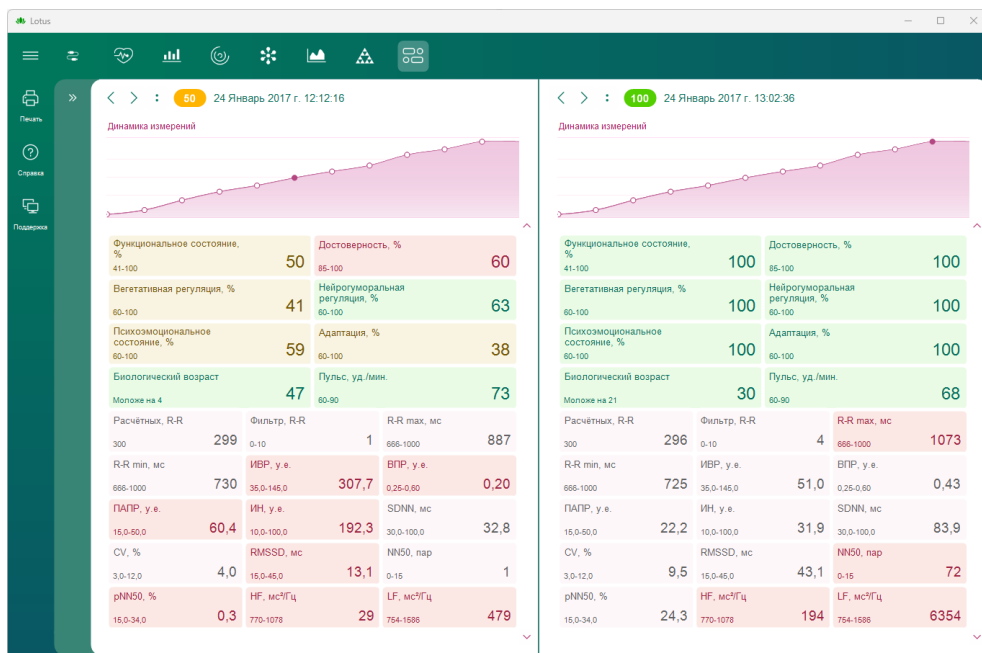 Lotus
Печать
Справка
Поддержка
50 24 Январь 2017 г. 12:12:16
Динамика измерений
Функциональное состояние, %
41-100
50
Достоверность, %
85-100
60
Вегетативная регуляция, %
60-100
41
Нейрогуморальная
регуляция, %
60-100
63
Психоэмоциональное
состояние, %
60-100
59
Адаптация, %
60-100
38
Биологический возраст
Моложе на 4
47
Пульс, уд./мин.
60-90
73
Расчётных, R-R
300
299
Фильтр, R-R
0-10
1
R-R max, мс
666-1000
887
R-R min, мс
666-1000
730
ИВР, у.е.
35,0-145,0
307,7
ВПР, у.е.
0,25-0,60
0,20
ПАПР, у.е.
15,0-50,0
60,4
ИН, у.е.
10,0-100,0
192,3
SDNN, мс
30,0-100,0
32,8
CV, %
3,0-12,0
4,0
RMSSD, мс
15,0-45,0
13,1
NN50, пар
0-15
1
pNN50, %
15,0-34,0
0,3
HF, мс²/Гц
770-1078
29
LF, мс²/Гц
754-1586
479
100 24 Январь 2017 г. 13:02:36
Динамика измерений
Функциональное состояние,
%
41-100
100
Достоверность, %
85-100
100
Вегетативная регуляция, %
60-100
100
Нейрогуморальная
регуляция, %
60-100
100
Психоэмоциональное
состояние, %
60-100
100
Адаптация, %
60-100
100
Биологический возраст
Моложе на 21
30
Пульс, уд./мин.
60-90
68
Расчётных, R-R
300
296
Фильтр, R-R
0-10
4
R-R max, мс
666-1000
1073
R-R min, мс
666-1000
725
ИВР, у.е.
35,0-145,0
51,0
ВПР, у.е.
0,25-0,60
0,43
ПАПР, у.е.
15,0-50,0
22,2
ИН, у.е.
10,0-100,0
31,9
SDNN, мс
30,0-100,0
83,9
CV, %
3,0-12,0
9,5
RMSSD, мс
15,0-45,0
43,1
NN50, пар
0-15
72
pNN50, %
15,0-34,0
24,3
HF, мс²/Гц
770-1078
194
LF, мс²/Гц
754-1586
6354